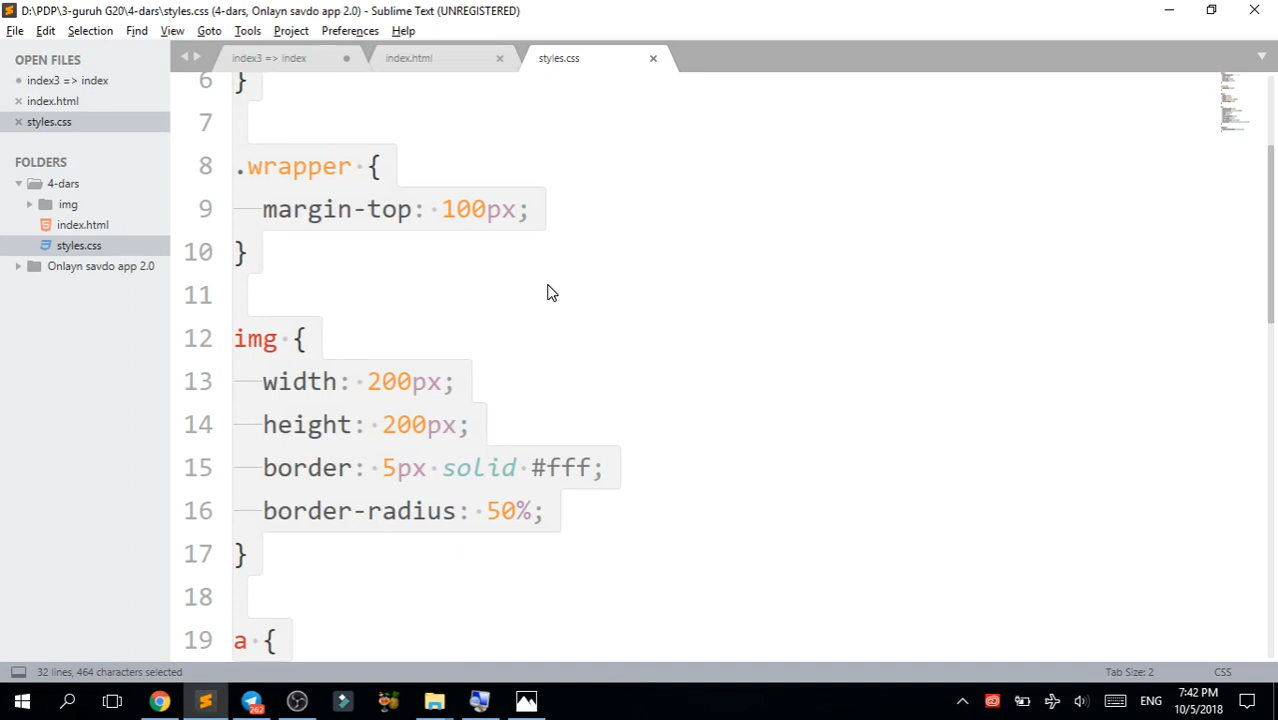 D:\PDP\3-guruh G20\4-dars\styles.css (4-dars, Onlayn savdo app 2.0) - Sublime Text (UNREGISTERED)
File Edit Selection Find View Goto Tools Project Preferences Help
OPEN FILES
index3 => index
index.html
styles.css
FOLDERS
4-dars
img
index.html
styles.css
Onlayn savdo app 2.0
index3 => index index.html styles.css
6 }
7
8 .wrapper {
9 margin-top: 100px;
10 }
11
12 img {
13 width: 200px;
14 height: 200px;
15 border: 5px solid #fff;
16 border-radius: 50%;
17 }
18
19 a {
32 lines, 464 characters selected Tab Size: 2 CSS
262
ENG
7:42 PM
10/5/2018